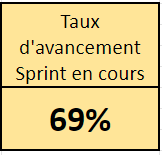 Taux
d'avancement
Sprint en cours
69%